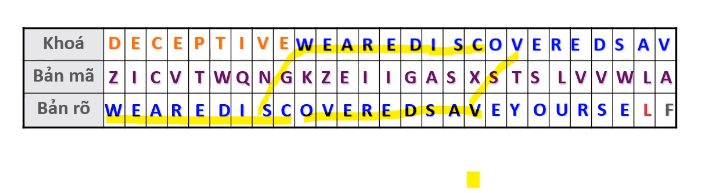 Khoá D E C E P T I V E W E A R E D I S C O V E R E D S A V
Bản mã Z I C V T W Q N G K Z E I I G A S X S T S L V V W L A
Bản rõ W E A R E D I S C O V E R E D S A V E Y O U R S E L F